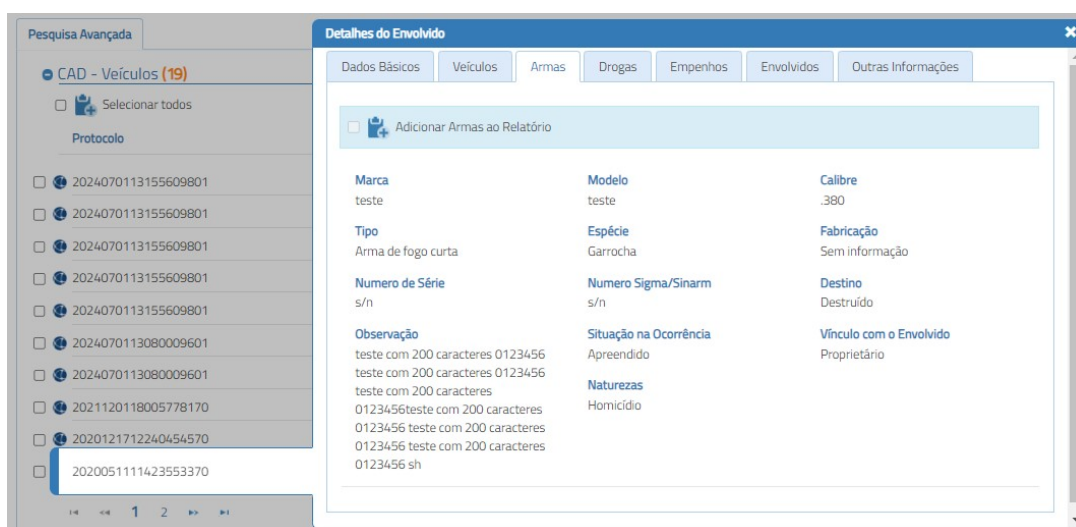 Pesquisa Avançada
CAD - Veículos (19)
Selecionar todos
Protocolo
2024070113155609801
2024070113155609801
2024070113155609801
2024070113155609801
2024070113155609801
2024070113080009601
2024070113080009601
2021120118005778170
2020121712240454570
2020051111423553370
1 2
Detalhes do Envolvido
Dados Básicos Veículos Armas Drogas Empenhos Envolvidos Outras Informações
Adicionar Armas ao Relatório
Marca Modelo Calibre
teste teste .380
Tipo Espécie Fabricação
Arma de fogo curta Garrocha Sem informação
Numero de Série Numero Sigma/Sinarm Destino
s/n s/n Destruído
Observação Situação na Ocorrência Vínculo com o Envolvido
teste com 200 caracteres 0123456 Apreendido Proprietário
teste com 200 caracteres 0123456
teste com 200 caracteres
0123456teste com 200 caracteres
0123456 teste com 200 caracteres
0123456 teste com 200 caracteres
0123456 sh
Naturezas
Homicídio